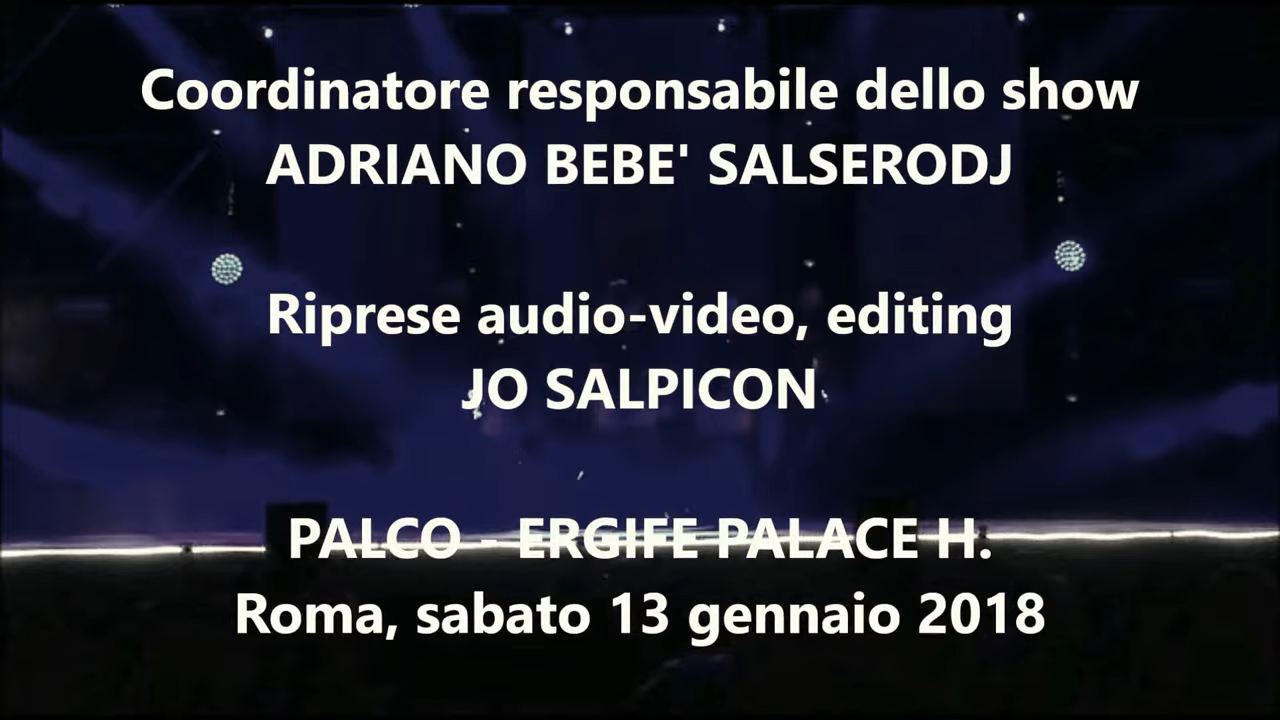 Coordinatore responsabile dello show
ADRIANO BEBE' SALSERODJ
Riprese audio-video, editing
JO SALPICON
PALCO - ERGIFE PALACE H.
Roma, sabato 13 gennaio 2018